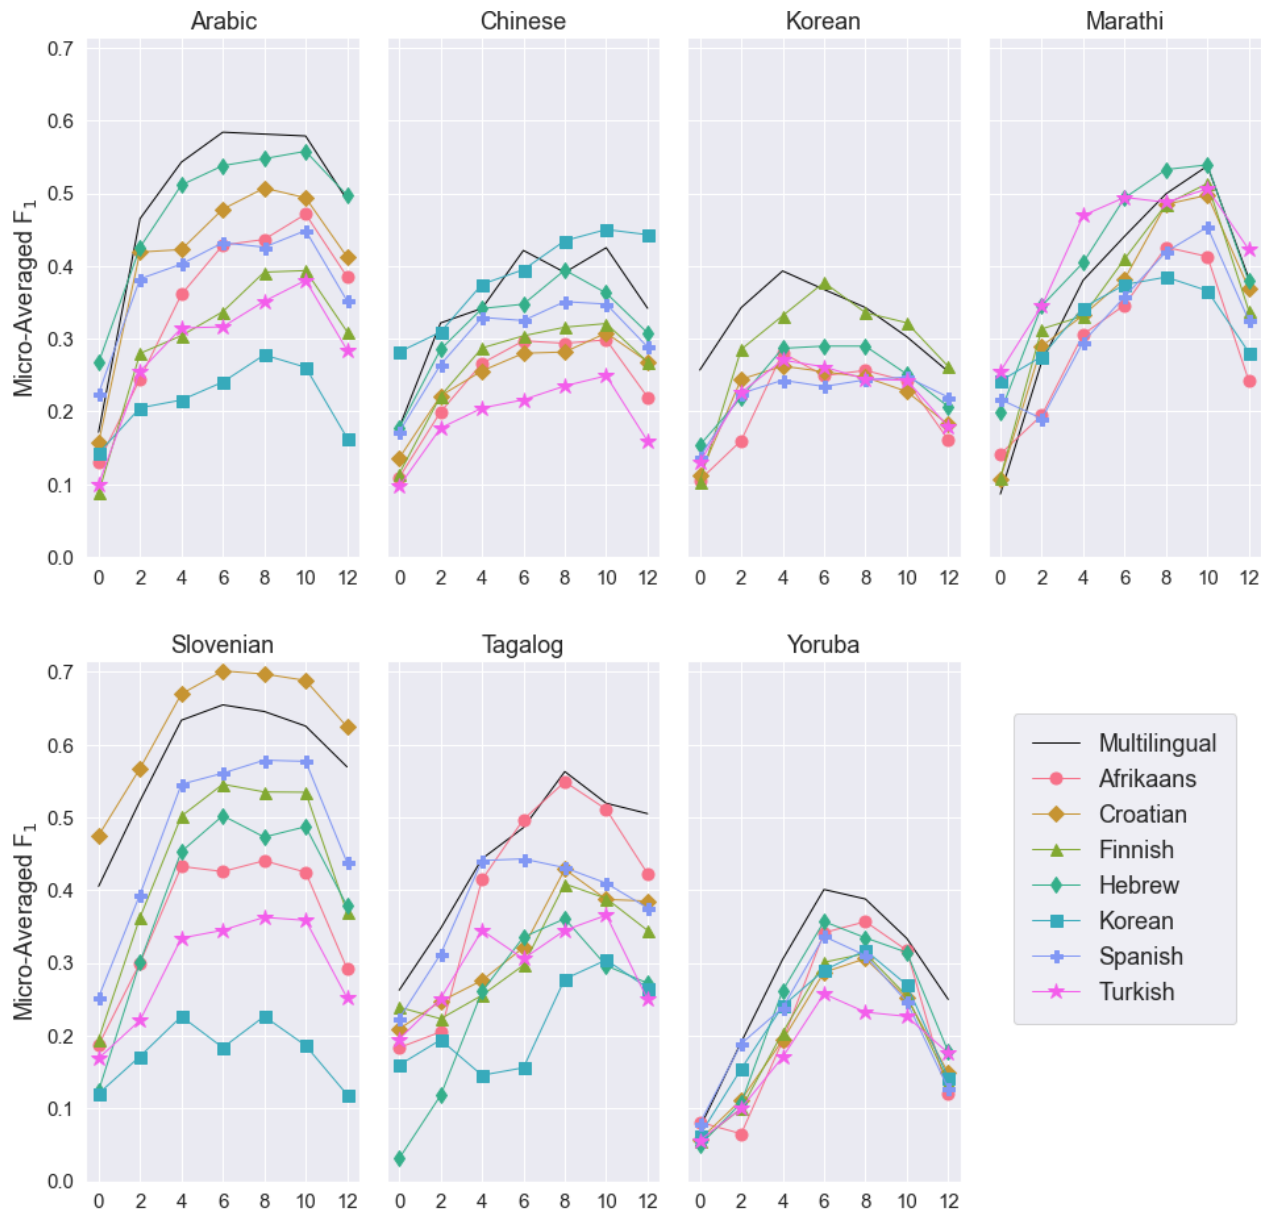 Arabic
Chinese
Korean
Marathi
Micro-Averaged F1
0.7
0.6
0.5
0.4
0.3
0.2
0.1
0.0
0 2 4 6 8 10 12
0 2 4 6 8 10 12
0 2 4 6 8 10 12
0 2 4 6 8 10 12
Slovenian
Tagalog
Yoruba
Micro-Averaged F1
0.7
0.6
0.5
0.4
0.3
0.2
0.1
0.0
0 2 4 6 8 10 12
0 2 4 6 8 10 12
0 2 4 6 8 10 12
Multilingual
Afrikaans
Croatian
Finnish
Hebrew
Korean
Spanish
Turkish